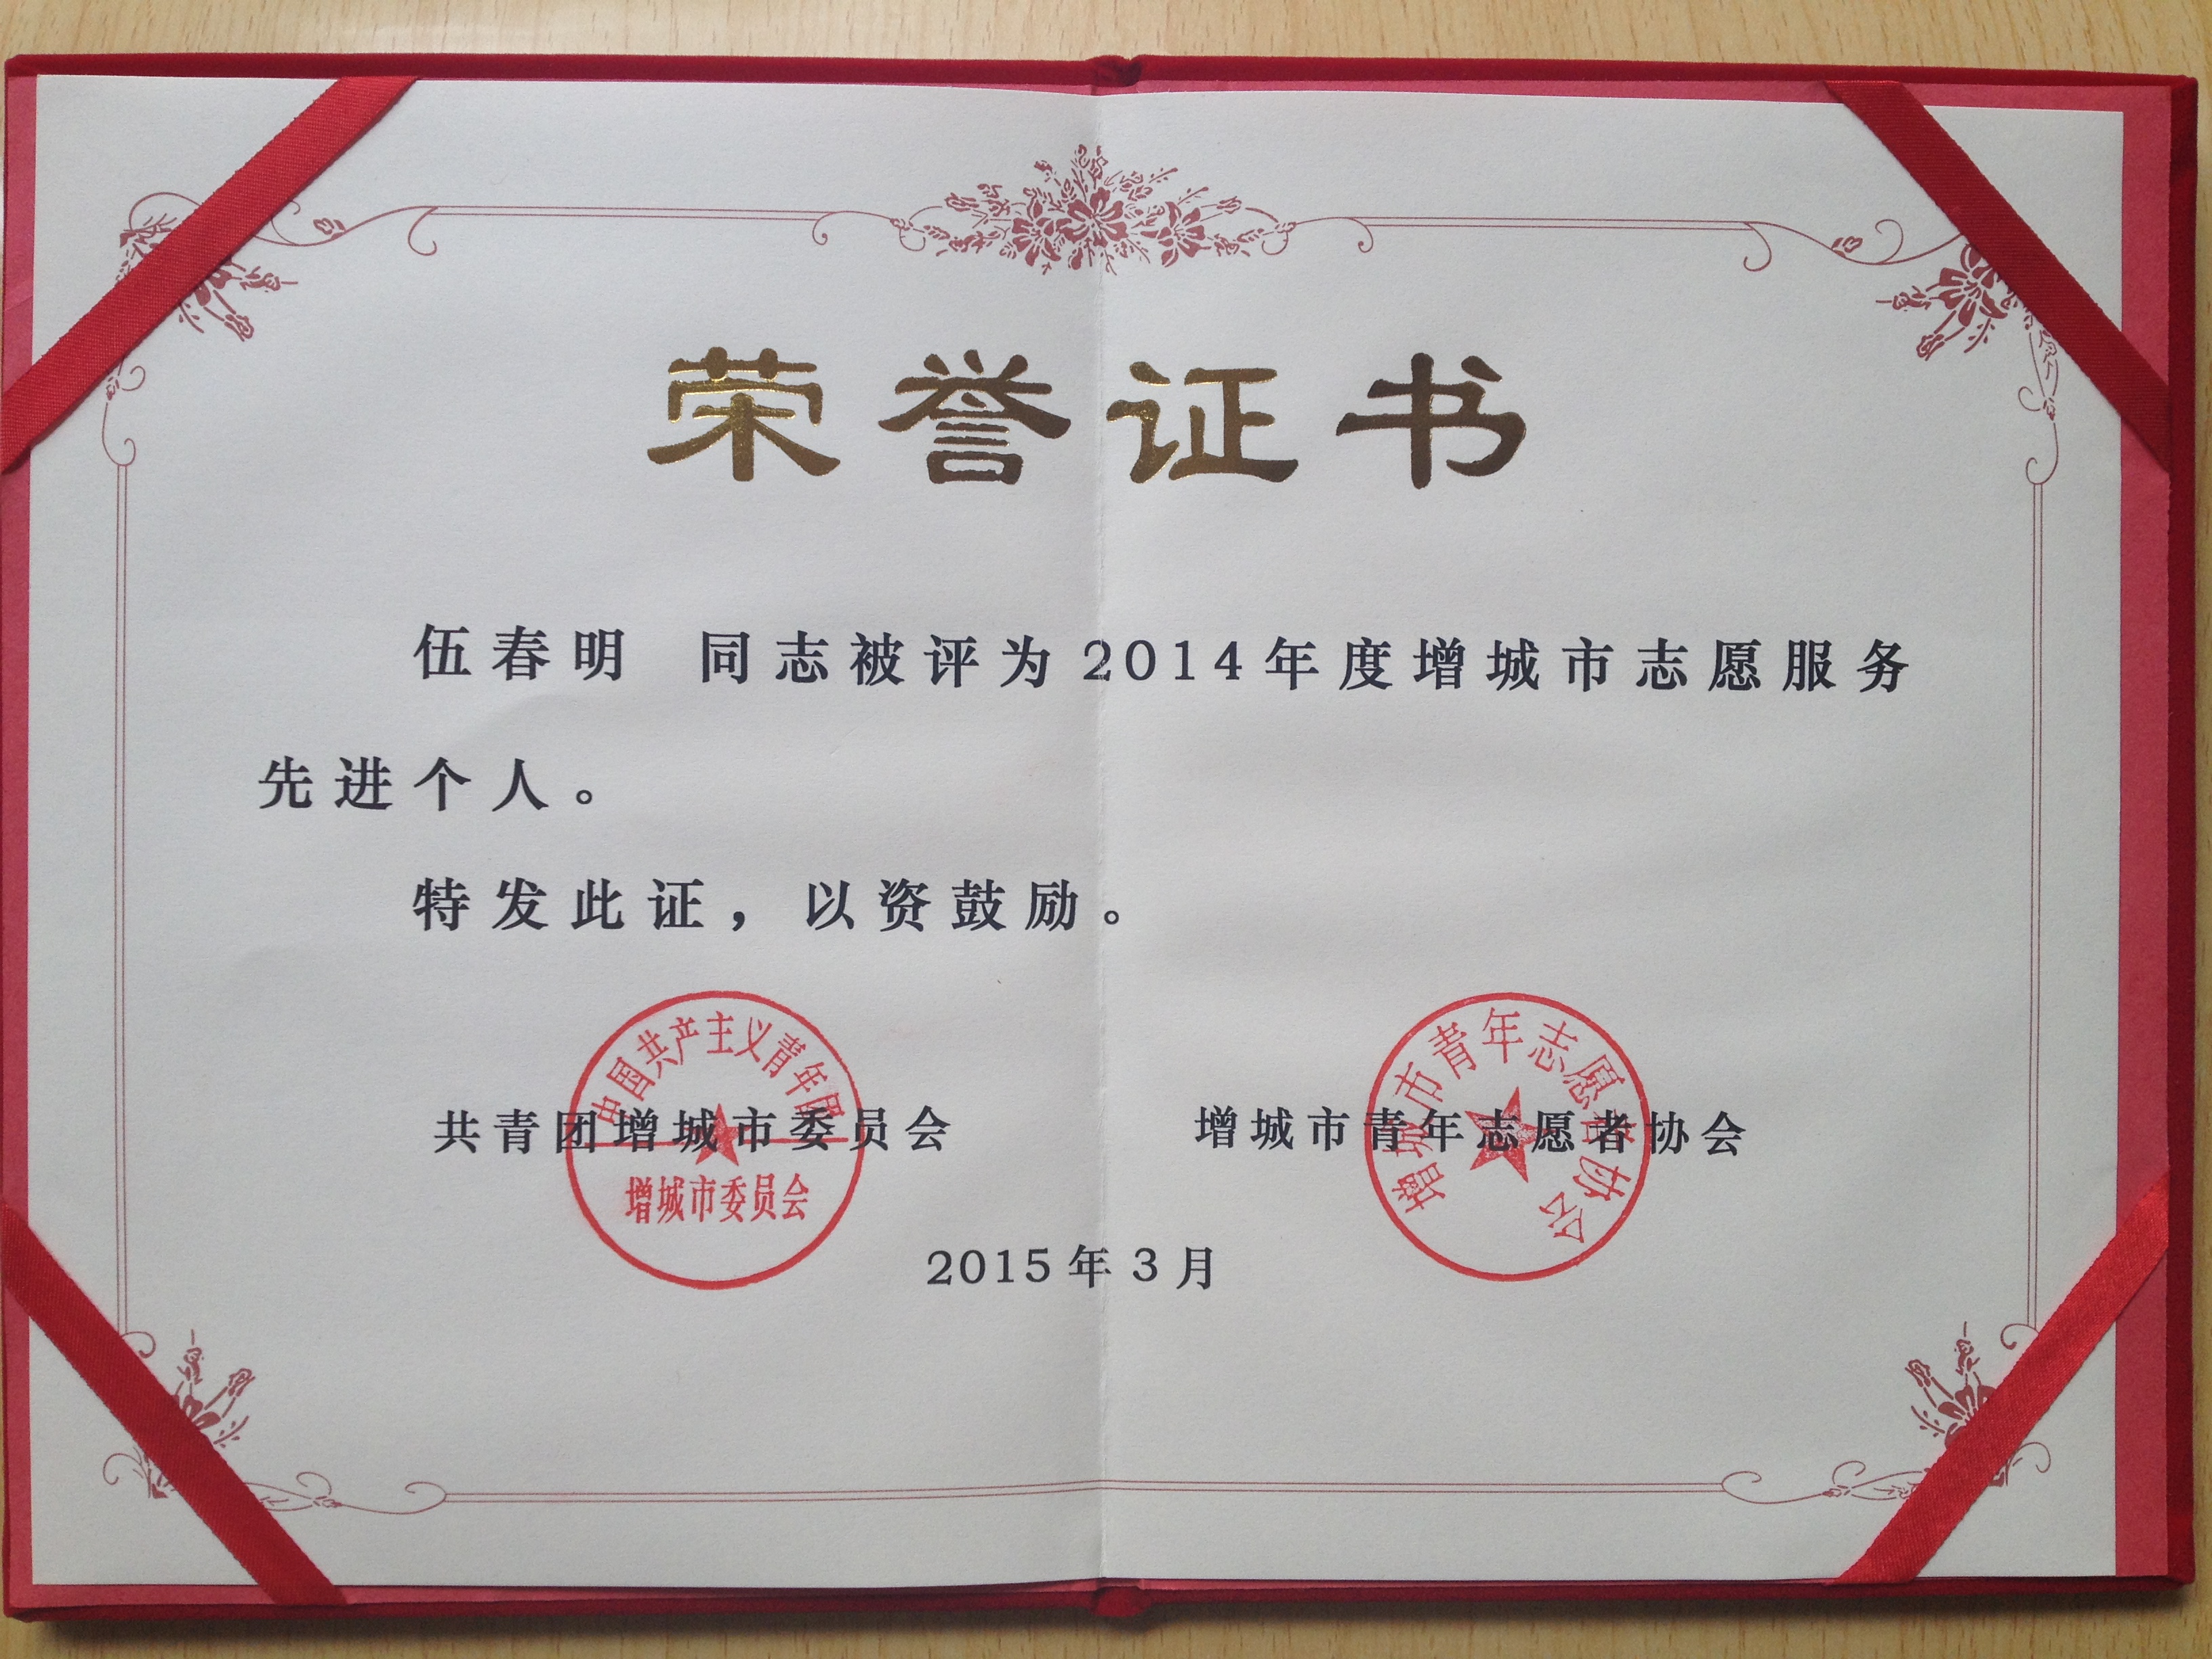 荣誉证书
伍春明 同志被评为2014年度增城市志愿服务
先进个人。
特发此证，以资鼓励。
中国共产主义青年团
共青团增城市委员会
增城市委员会
增城市青年志愿者协会
增城市青年志愿者协会
2015年3月